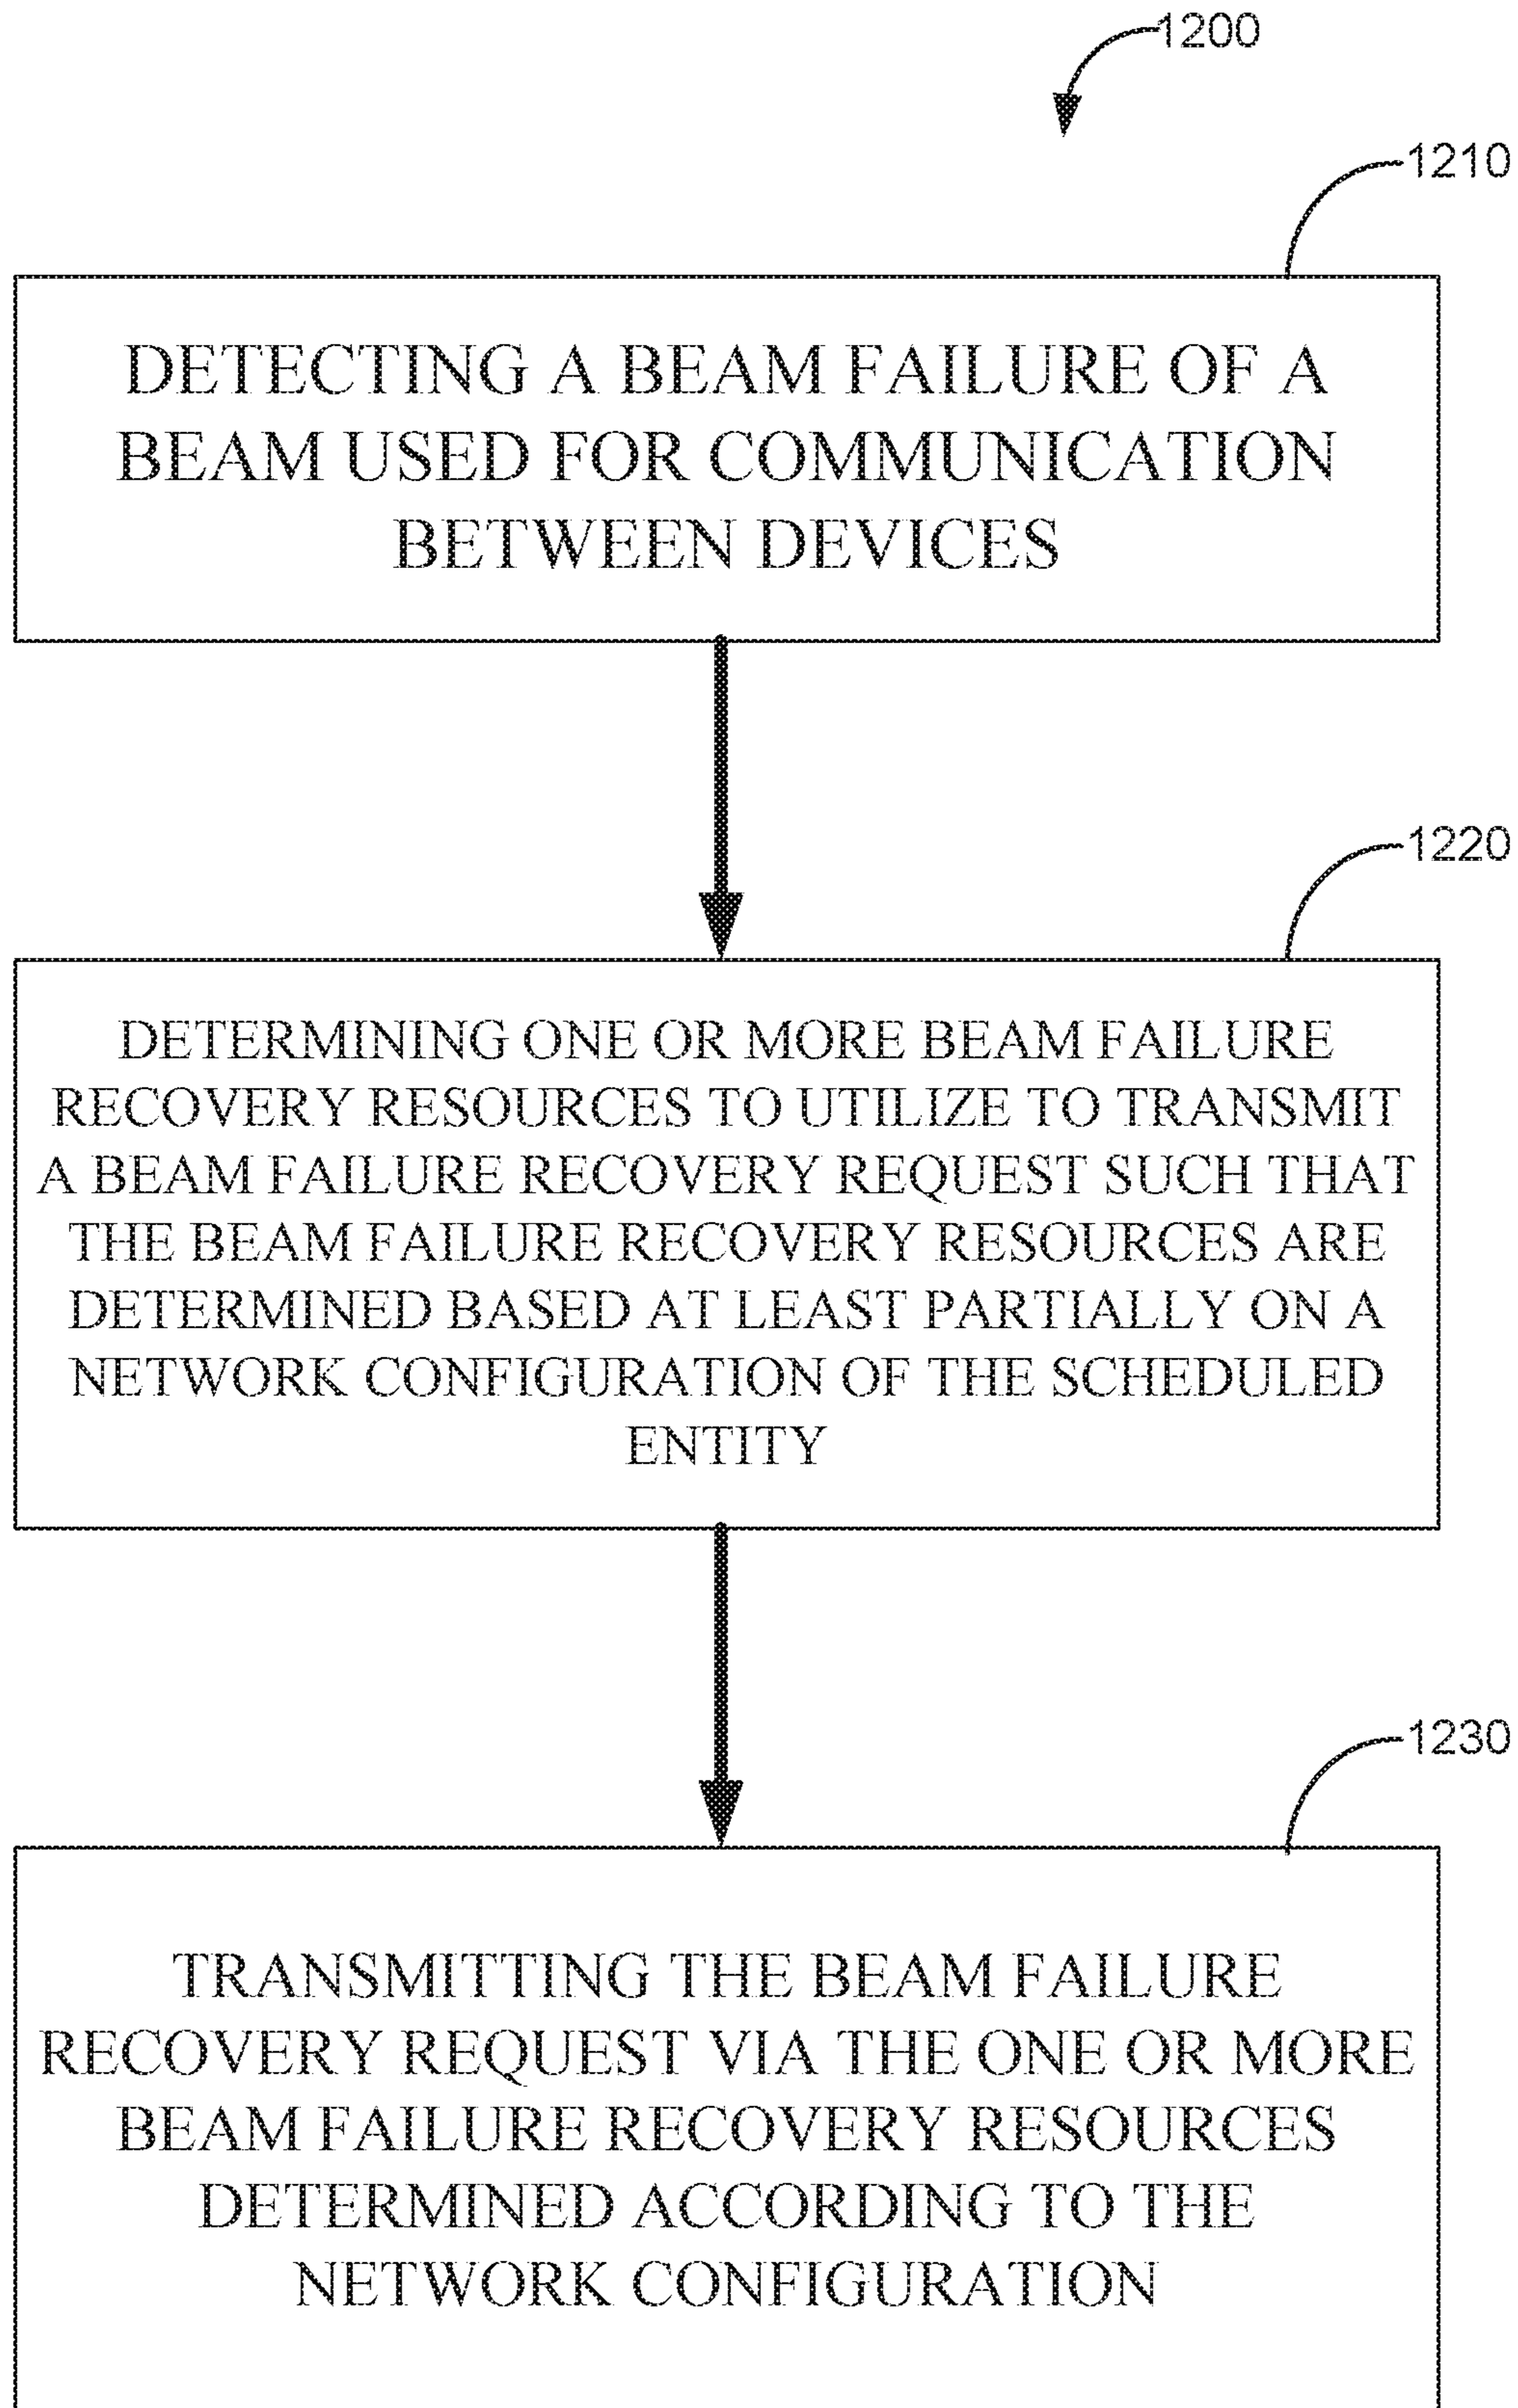 1200
1210
DETECTING A BEAM FAILURE OF A
BEAM USED FOR COMMUNICATION
BETWEEN DEVICES
1220
DETERMINING ONE OR MORE BEAM FAILURE
RECOVERY RESOURCES TO UTILIZE TO TRANSMIT
A BEAM FAILURE RECOVERY REQUEST SUCH THAT
THE BEAM FAILURE RECOVERY RESOURCES ARE
DETERMINED BASED AT LEAST PARTIALLY ON A
NETWORK CONFIGURATION OF THE SCHEDULED
ENTITY
1230
TRANSMITTING THE BEAM FAILURE
RECOVERY REQUEST VIA THE ONE OR MORE
BEAM FAILURE RECOVERY RESOURCES
DETERMINED ACCORDING TO THE
NETWORK CONFIGURATION